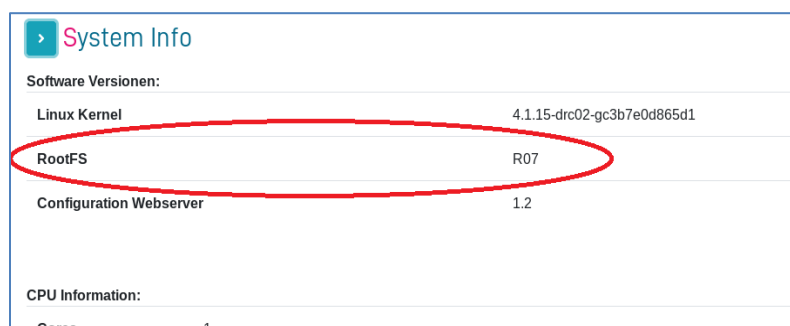 System Info
Software Versionen:
Linux Kernel 4.1.15-drc02-gc3b7e0d865d1
RootFS R07
Configuration Webserver 1.2
CPU Information: